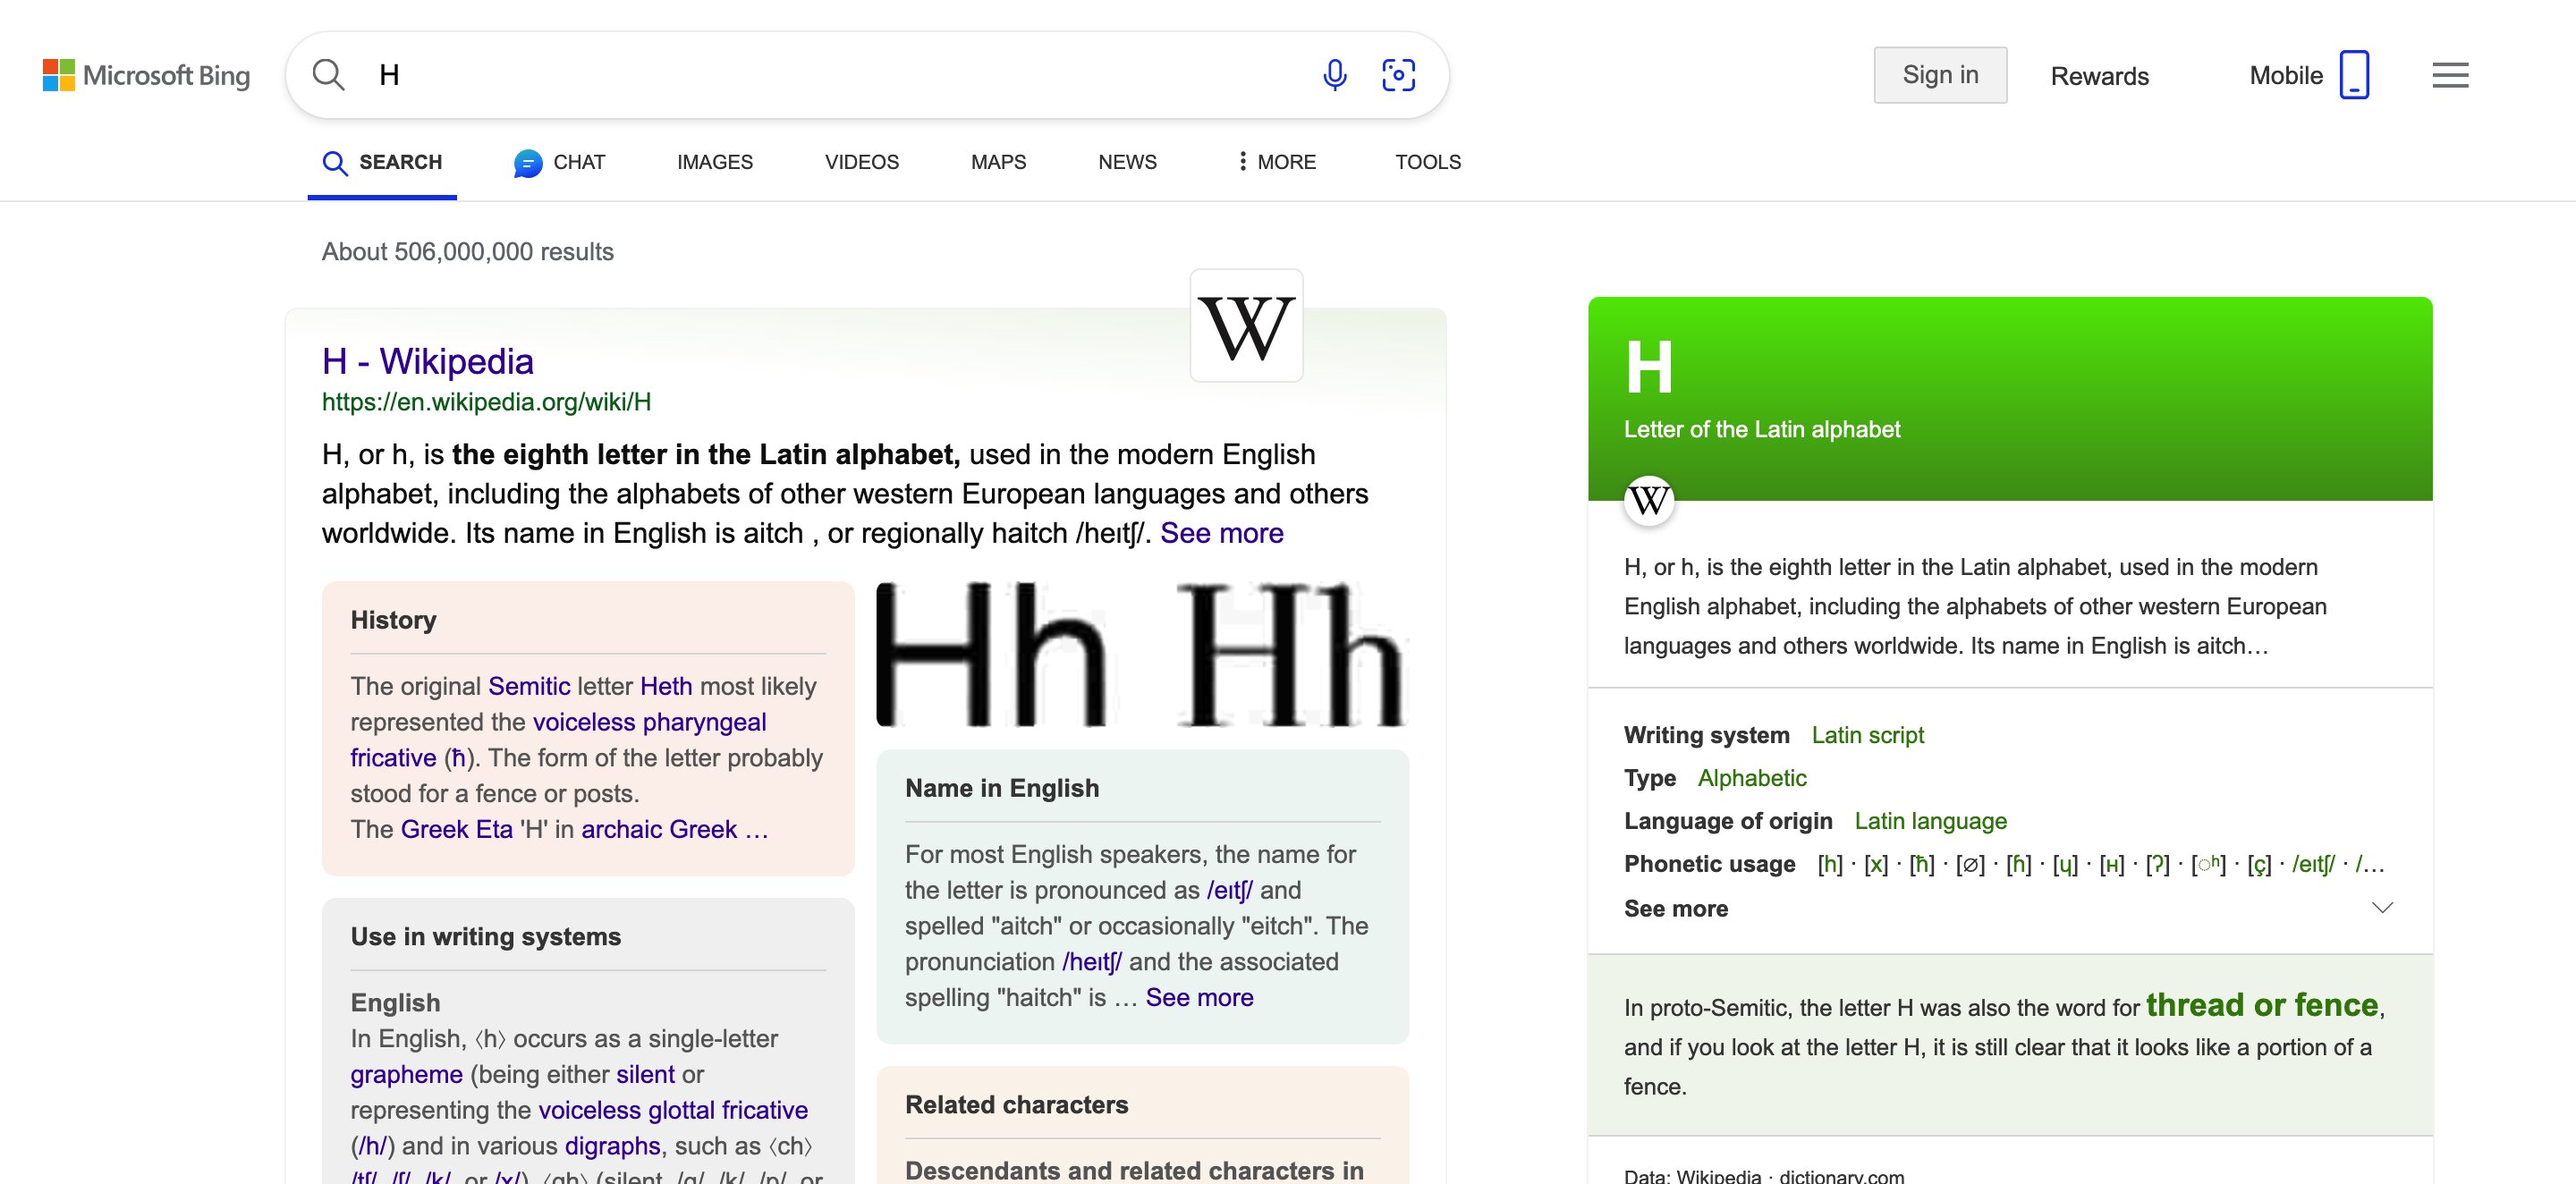 Microsoft Bing
H
Sign in
Rewards
Mobile
SEARCH
CHAT
IMAGES
VIDEOS
MAPS
NEWS
MORE
TOOLS
About 506,000,000 results
W
H - Wikipedia
https://en.wikipedia.org/wiki/H
H, or h, is the eighth letter in the Latin alphabet, used in the modern English
alphabet, including the alphabets of other western European languages and others
worldwide. Its name in English is aitch , or regionally haitch /heɪtʃ/. See more
History
The original Semitic letter Heth most likely
represented the voiceless pharyngeal
fricative (ħ). The form of the letter probably
stood for a fence or posts.
The Greek Eta 'H' in archaic Greek …
Use in writing systems
English
In English, ⟨h⟩ occurs as a single-letter
grapheme (being either silent or
representing the voiceless glottal fricative
(/h/) and in various digraphs, such as ⟨ch⟩
/tʃ/, /ʃ/, /k/, or /x/), ⟨gh⟩ (silent, /ɡ/, /k/, /p/, or
Hh Hh
Name in English
For most English speakers, the name for
the letter is pronounced as /eɪtʃ/ and
spelled "aitch" or occasionally "eitch". The
pronunciation /heɪtʃ/ and the associated
spelling "haitch" is … See more
Related characters
Descendants and related characters in
H
Letter of the Latin alphabet
W
H, or h, is the eighth letter in the Latin alphabet, used in the modern
English alphabet, including the alphabets of other western European
languages and others worldwide. Its name in English is aitch…
Writing system Latin script
Type Alphabetic
Language of origin Latin language
Phonetic usage [h] · [x] · [ħ] · [∅] · [ɦ] · [ɥ] · [ʜ] · [ʔ] · [◌ʰ] · [ç] · /eɪtʃ/ · /…
See more
In proto-Semitic, the letter H was also the word for thread or fence,
and if you look at the letter H, it is still clear that it looks like a portion of a
fence.
Data: Wikipedia · dictionary.com